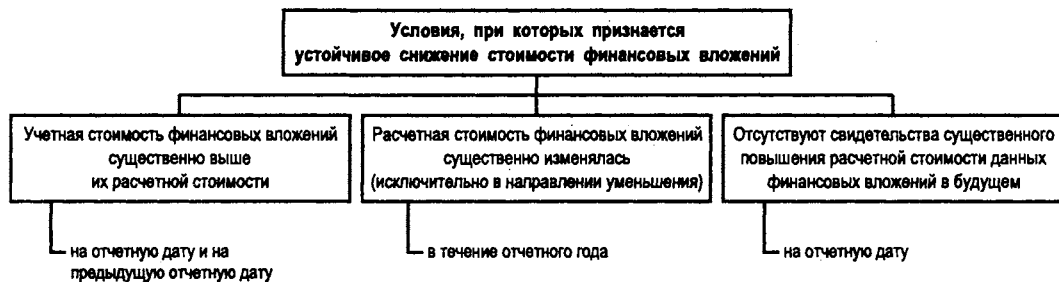 Условия, при которых признается
устойчивое снижение стоимости финансовых вложений
Учетная стоимость финансовых вложений
существенно выше
их расчетной стоимости
на отчетную дату и на
предыдущую отчетную дату
Расчетная стоимость финансовых вложений
существенно изменялась
(исключительно в направлении уменьшения)
в течение отчетного года
Отсутствуют свидетельства существенного
повышения расчетной стоимости данных
финансовых вложений в будущем
на отчетную дату